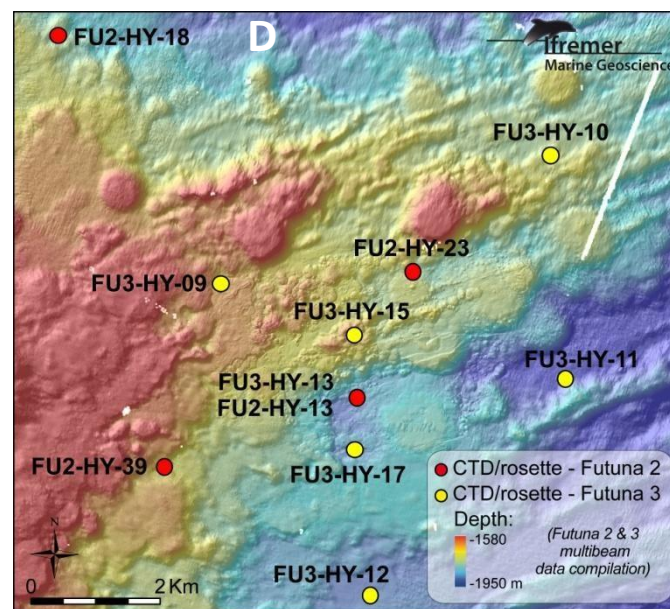 D
Ifremer
Marine Geoscience
FU2-HY-18
FU3-HY-10
FU2-HY-23
FU3-HY-09
FU3-HY-15
FU3-HY-11
FU3-HY-13
FU2-HY-13
FU2-HY-39
FU3-HY-17
CTD/rosette - Futuna 2
CTD/rosette - Futuna 3
Depth:
-1580
-1950 m
(Futuna 2 & 3
multibeam
data compilation)
N
0 2 Km
FU3-HY-12